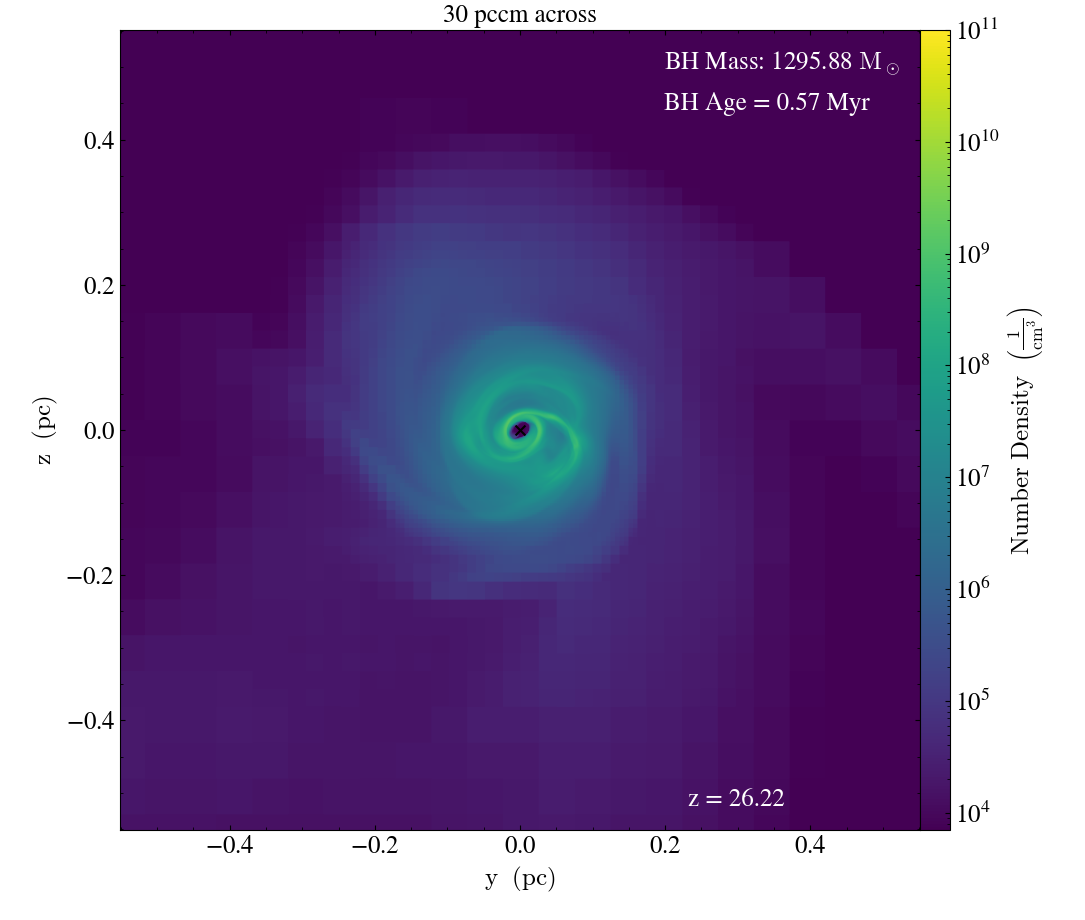 30 pccm across
BH Mass: 1295.88 M⊙
BH Age = 0.57 Myr
z = 26.22
0.4
0.2
0.0
−0.2
−0.4
z (pc)
−0.4 −0.2 0.0 0.2 0.4
y (pc)
10¹¹
10¹⁰
10⁹
10⁸
10⁷
10⁶
10⁵
10⁴
Number Density (1/cm³)